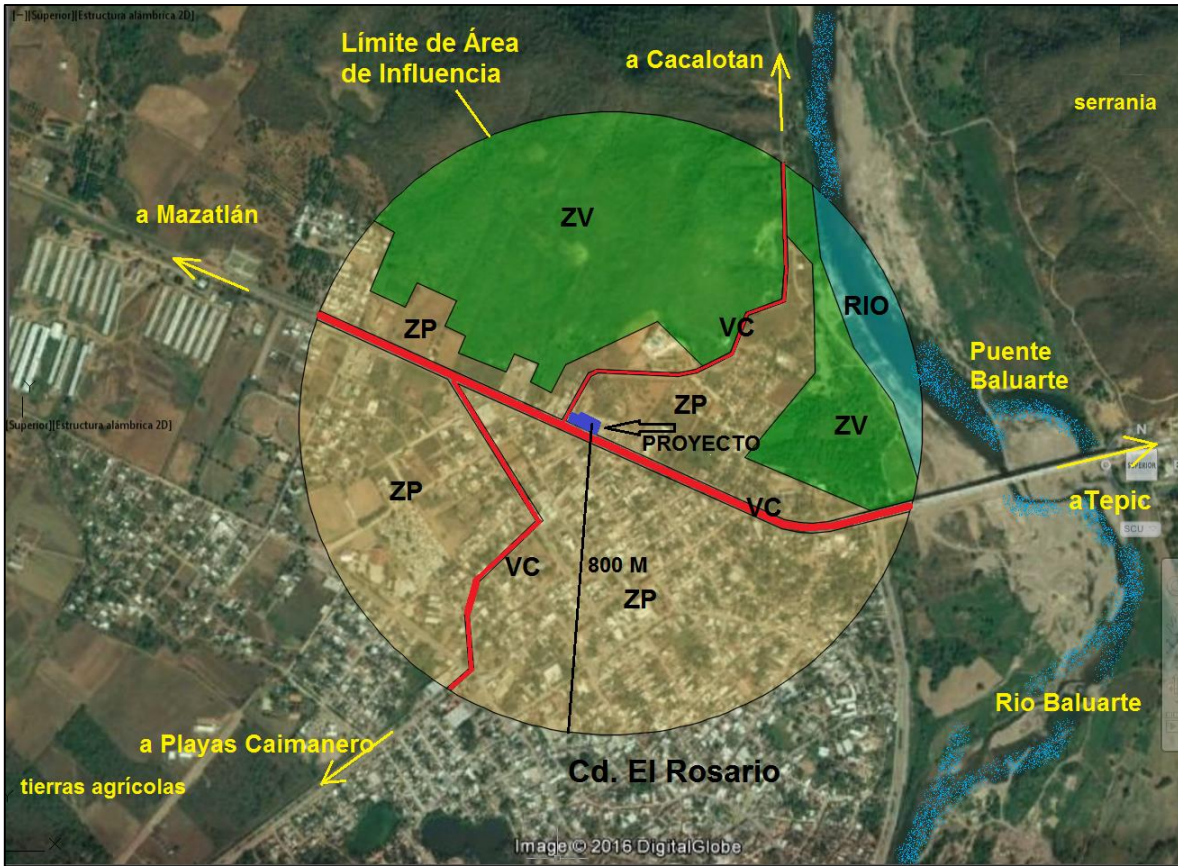 [−][Superior][Estructura alámbrica 2D]
Límite de Área
de Influencia
a Cacalotan
serrania
a Mazatlán
ZV
RIO
VC
ZP
Puente
Baluarte
[Superior][Estructura alámbrica 2D]
ZP
PROYECTO
ZV
N
O
SUPERIOR
E
ZP
VC
aTepic
SCU
VC
800 M
ZP
Rio Baluarte
a Playas Caimanero
tierras agrícolas
Cd. El Rosario
X
Image © 2016 DigitalGlobe